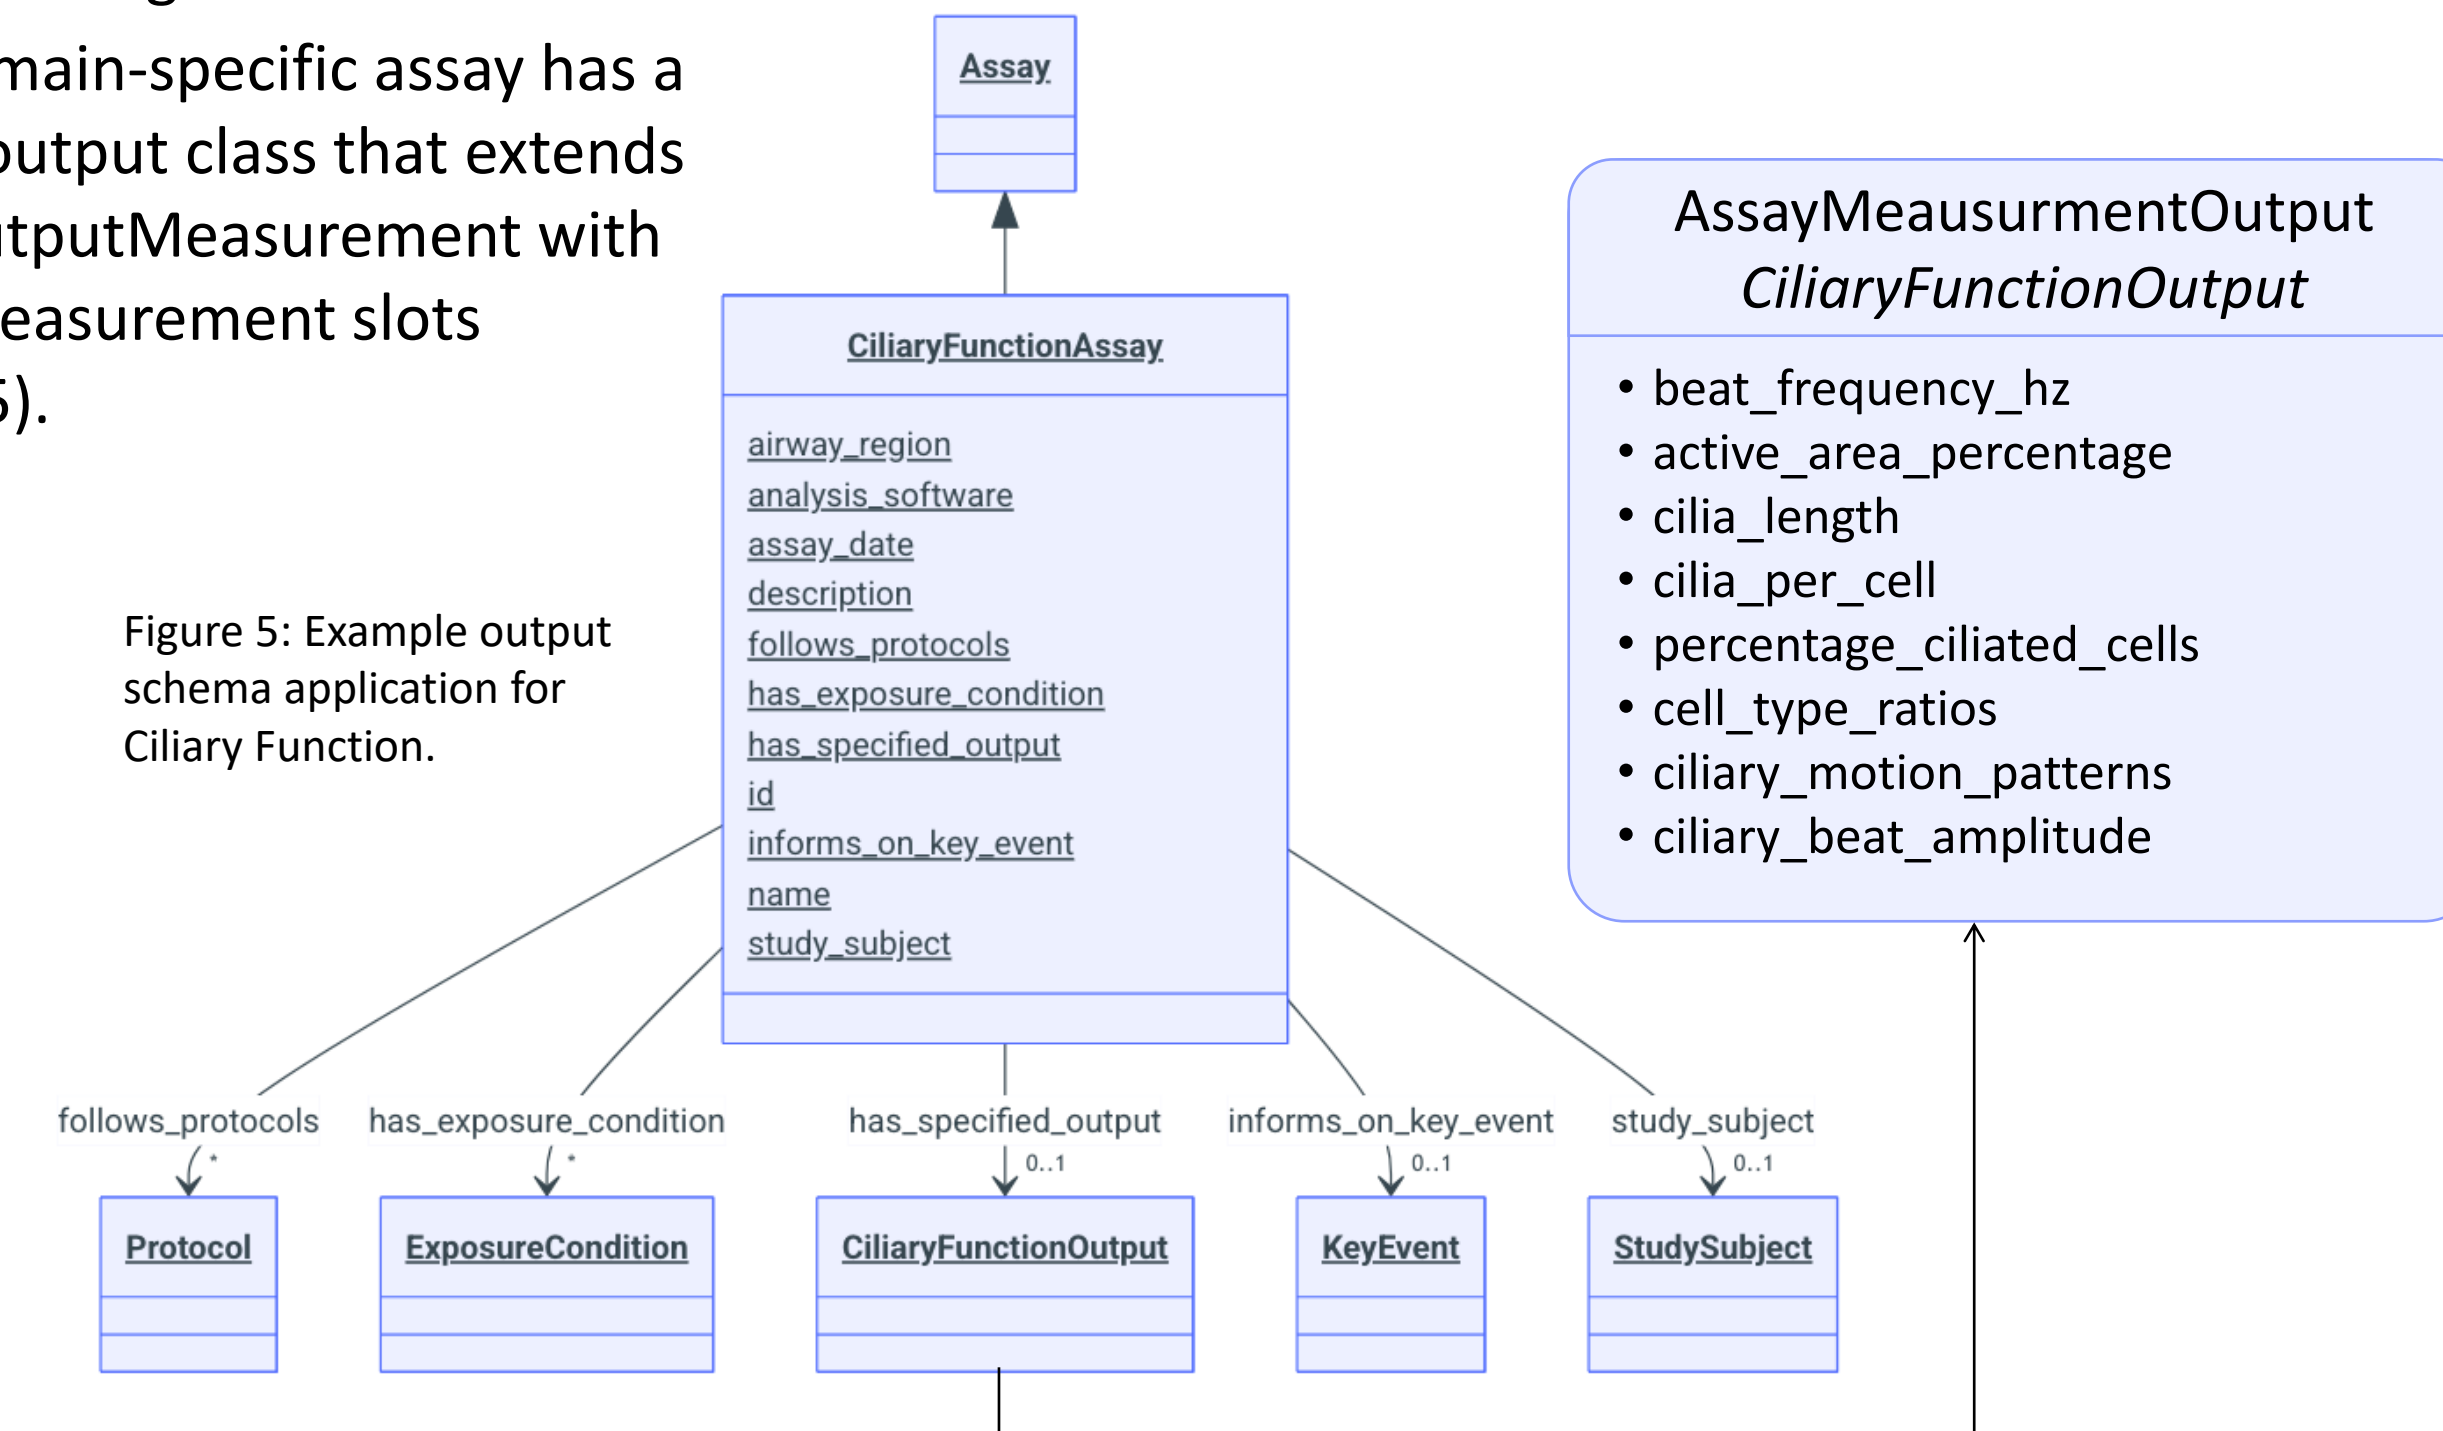 main-specific assay has a
output class that extends
tputMeasurement with
easurement slots
5).
Figure 5: Example output
schema application for
Ciliary Function.
Assay
CiliaryFunctionAssay
airway_region
analysis_software
assay_date
description
follows_protocols
has_exposure_condition
has_specified_output
id
informs_on_key_event
name
study_subject
follows_protocols
has_exposure_condition
has_specified_output
informs_on_key_event
study_subject
*
*
0..1
0..1
0..1
Protocol
ExposureCondition
CiliaryFunctionOutput
KeyEvent
StudySubject
AssayMeausurmentOutput
CiliaryFunctionOutput
• beat_frequency_hz
• active_area_percentage
• cilia_length
• cilia_per_cell
• percentage_ciliated_cells
• cell_type_ratios
• ciliary_motion_patterns
• ciliary_beat_amplitude